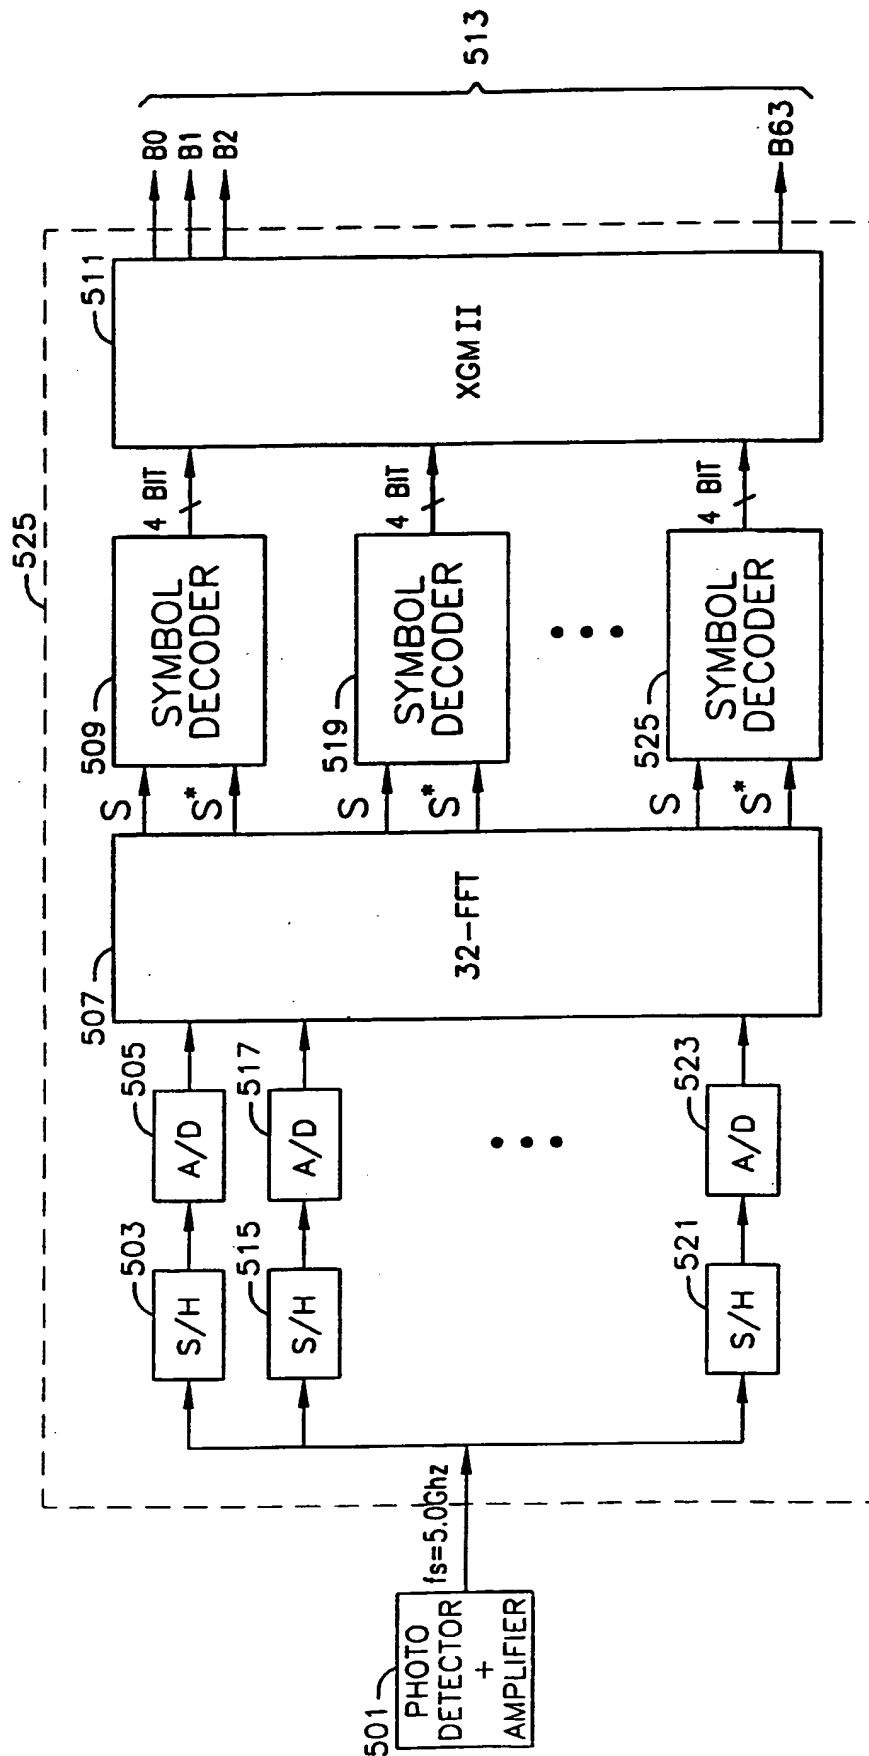 501
PHOTO
DETECTOR
+
AMPLIFIER
fs=5.0Ghz
525
503
S/H
505
A/D
515
S/H
517
A/D
521
S/H
523
A/D
507
32-FFT
S
S*
S
S*
S
S*
509
SYMBOL
DECODER
519
SYMBOL
DECODER
525
SYMBOL
DECODER
4 BIT
4 BIT
4 BIT
511
XGMII
B0
B1
B2
B63
513